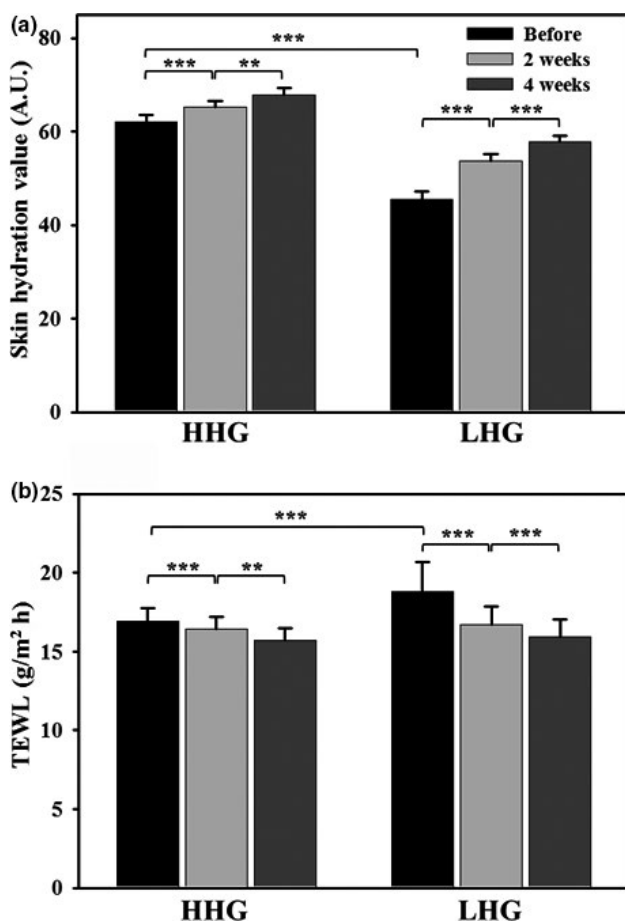 (a)
Skin hydration value (A.U.)
80
60
40
20
0
Before
2 weeks
4 weeks
***
*** **
*** ***
HHG LHG
(b)
TEWL (g/m² h)
25
20
15
10
5
0
***
*** **
*** ***
HHG LHG